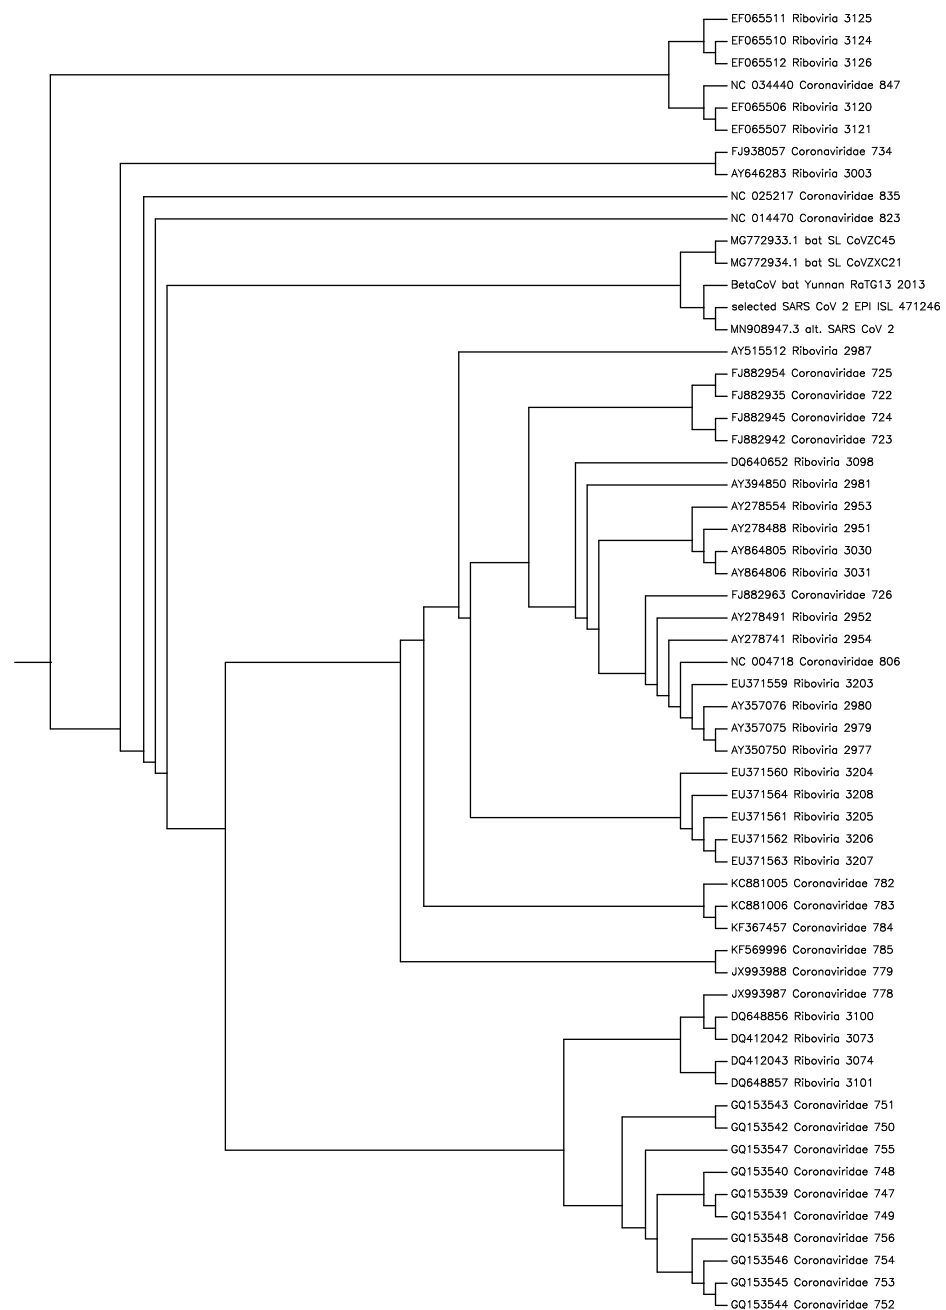 EF065511 Riboviria 3125
EF065510 Riboviria 3124
EF065512 Riboviria 3126
NC 034440 Coronaviridae 847
EF065506 Riboviria 3120
EF065507 Riboviria 3121
FJ938057 Coronaviridae 734
AY646283 Riboviria 3003
NC 025217 Coronaviridae 835
NC 014470 Coronaviridae 823
MG772933.1 bat SL CoVZC45
MG772934.1 bat SL CoVZXC21
BetaCoV bat Yunnan RaTG13 2013
selected SARS CoV 2 EPI ISL 471246
MN908947.3 alt. SARS CoV 2
AY515512 Riboviria 2987
FJ882954 Coronaviridae 725
FJ882935 Coronaviridae 722
FJ882945 Coronaviridae 724
FJ882942 Coronaviridae 723
DQ640652 Riboviria 3098
AY394850 Riboviria 2981
AY278554 Riboviria 2953
AY278488 Riboviria 2951
AY864805 Riboviria 3030
AY864806 Riboviria 3031
FJ882963 Coronaviridae 726
AY278491 Riboviria 2952
AY278741 Riboviria 2954
NC 004718 Coronaviridae 806
EU371559 Riboviria 3203
AY357076 Riboviria 2980
AY357075 Riboviria 2979
AY350750 Riboviria 2977
EU371560 Riboviria 3204
EU371564 Riboviria 3208
EU371561 Riboviria 3205
EU371562 Riboviria 3206
EU371563 Riboviria 3207
KC881005 Coronaviridae 782
KC881006 Coronaviridae 783
KF367457 Coronaviridae 784
KF569996 Coronaviridae 785
JX993988 Coronaviridae 779
JX993987 Coronaviridae 778
DQ648856 Riboviria 3100
DQ412042 Riboviria 3073
DQ412043 Riboviria 3074
DQ648857 Riboviria 3101
GQ153543 Coronaviridae 751
GQ153542 Coronaviridae 750
GQ153547 Coronaviridae 755
GQ153540 Coronaviridae 748
GQ153539 Coronaviridae 747
GQ153541 Coronaviridae 749
GQ153548 Coronaviridae 756
GQ153546 Coronaviridae 754
GQ153545 Coronaviridae 753
GQ153544 Coronaviridae 752